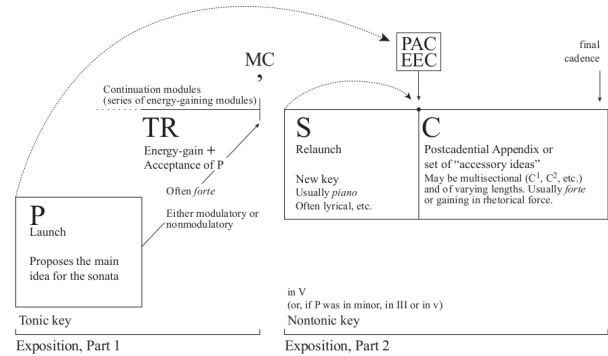 PAC
EEC
final
cadence
MC
,
Continuation modules
(series of energy-gaining modules)
TR
Energy-gain +
Acceptance of P
Often forte
Either modulatory or
nonmodulatory
P
Launch
Proposes the main
idea for the sonata
Tonic key
Exposition, Part 1
S
Relaunch
New key
Usually piano
Often lyrical, etc.
C
Postcadential Appendix or
set of “accessory ideas”
May be multisectional (C1, C2, etc.)
and of varying lengths. Usually forte
or gaining in rhetorical force.
in V
(or, if P was in minor, in III or in v)
Nontonic key
Exposition, Part 2